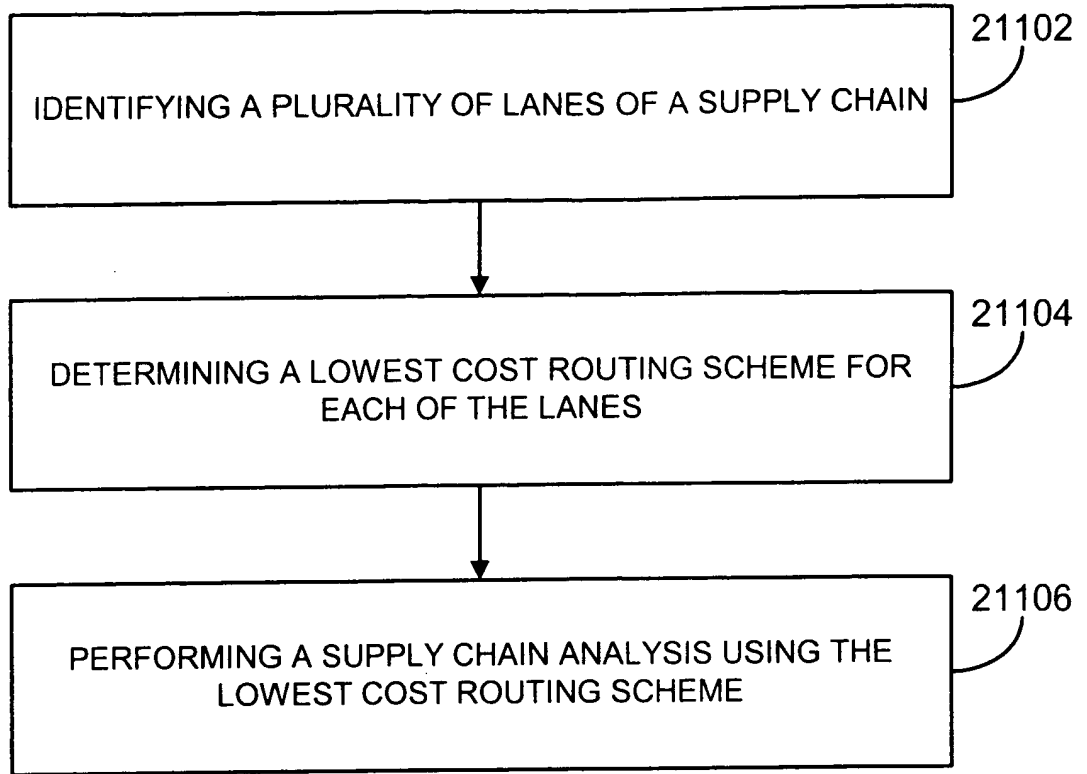 21102
IDENTIFYING A PLURALITY OF LANES OF A SUPPLY CHAIN
21104
DETERMINING A LOWEST COST ROUTING SCHEME FOR
EACH OF THE LANES
21106
PERFORMING A SUPPLY CHAIN ANALYSIS USING THE
LOWEST COST ROUTING SCHEME